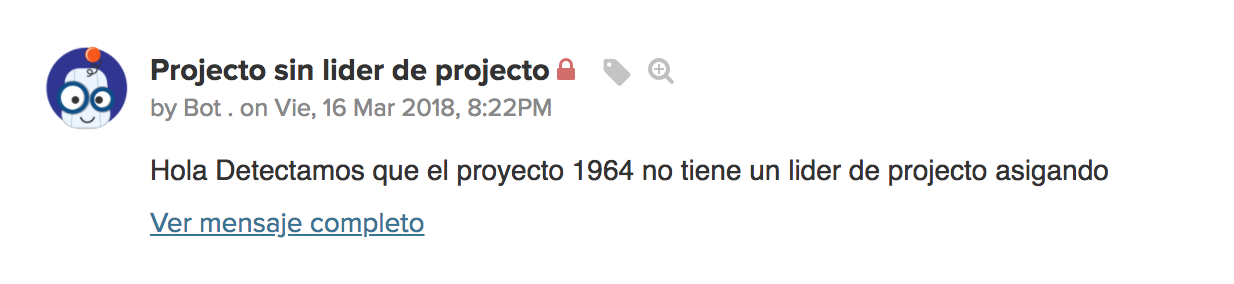 Projecto sin lider de projecto
by Bot . on Vie, 16 Mar 2018, 8:22PM
Hola Detectamos que el proyecto 1964 no tiene un lider de projecto asigando
Ver mensaje completo